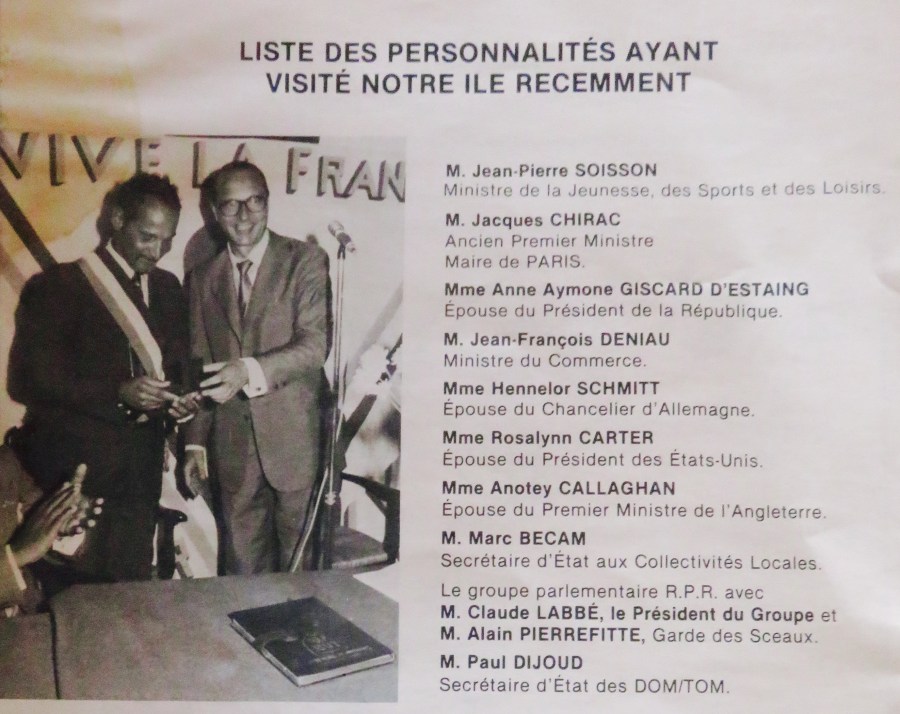 LISTE DES PERSONNALITÉS AYANT
VISITÉ NOTRE ILE RECEMMENT
VIVE LA FRAN
M. Jean-Pierre SOISSON
Ministre de la Jeunesse, des Sports et des Loisirs.
M. Jacques CHIRAC
Ancien Premier Ministre
Maire de PARIS.
Mme Anne Aymone GISCARD D'ESTAING
Épouse du Président de la République.
M. Jean-François DENIAU
Ministre du Commerce.
Mme Hennelor SCHMITT
Épouse du Chancelier d'Allemagne.
Mme Rosalynn CARTER
Épouse du Président des États-Unis.
Mme Anotey CALLAGHAN
Épouse du Premier Ministre de l'Angleterre.
M. Marc BECAM
Secrétaire d'État aux Collectivités Locales.
Le groupe parlementaire R.P.R. avec
M. Claude LABBÉ, le Président du Groupe et
M. Alain PIERREFITTE, Garde des Sceaux.
M. Paul DIJOUD
Secrétaire d'État des DOM/TOM.